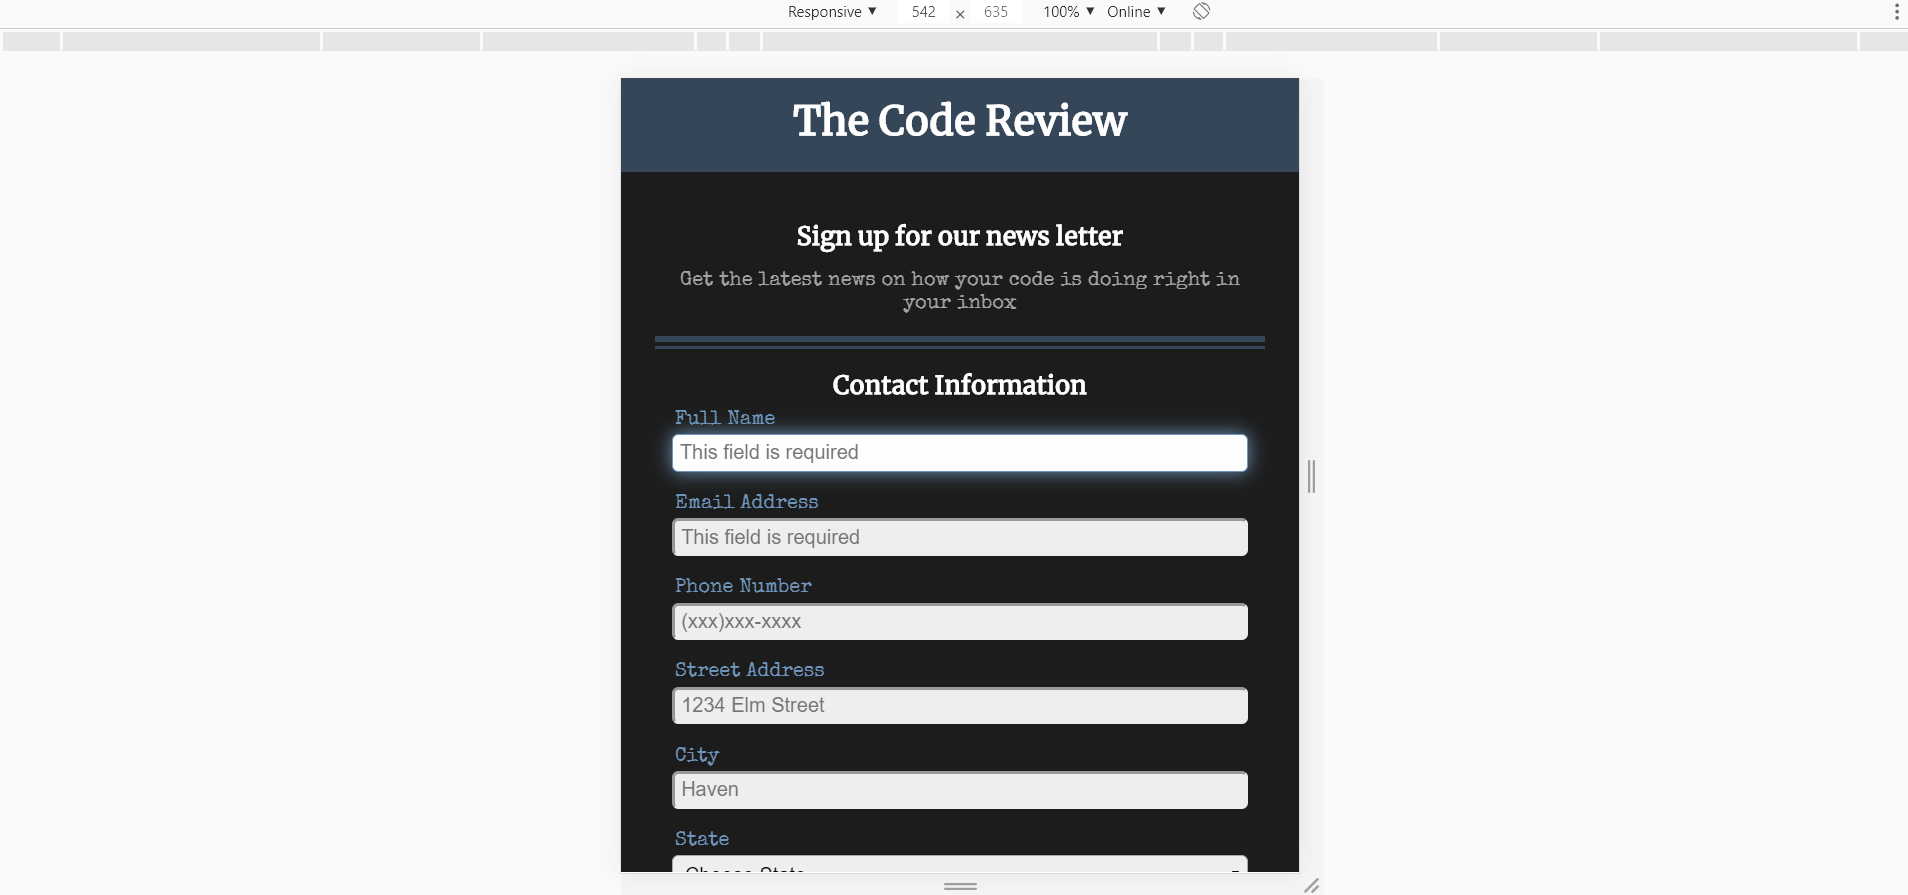 Responsive ▼ 542 × 635 100% ▼ Online ▼
The Code Review
Sign up for our news letter
Get the latest news on how your code is doing right in
your inbox
Contact Information
Full Name
This field is required
Email Address
This field is required
Phone Number
(xxx)xxx-xxxx
Street Address
1234 Elm Street
City
Haven
State
Choose State